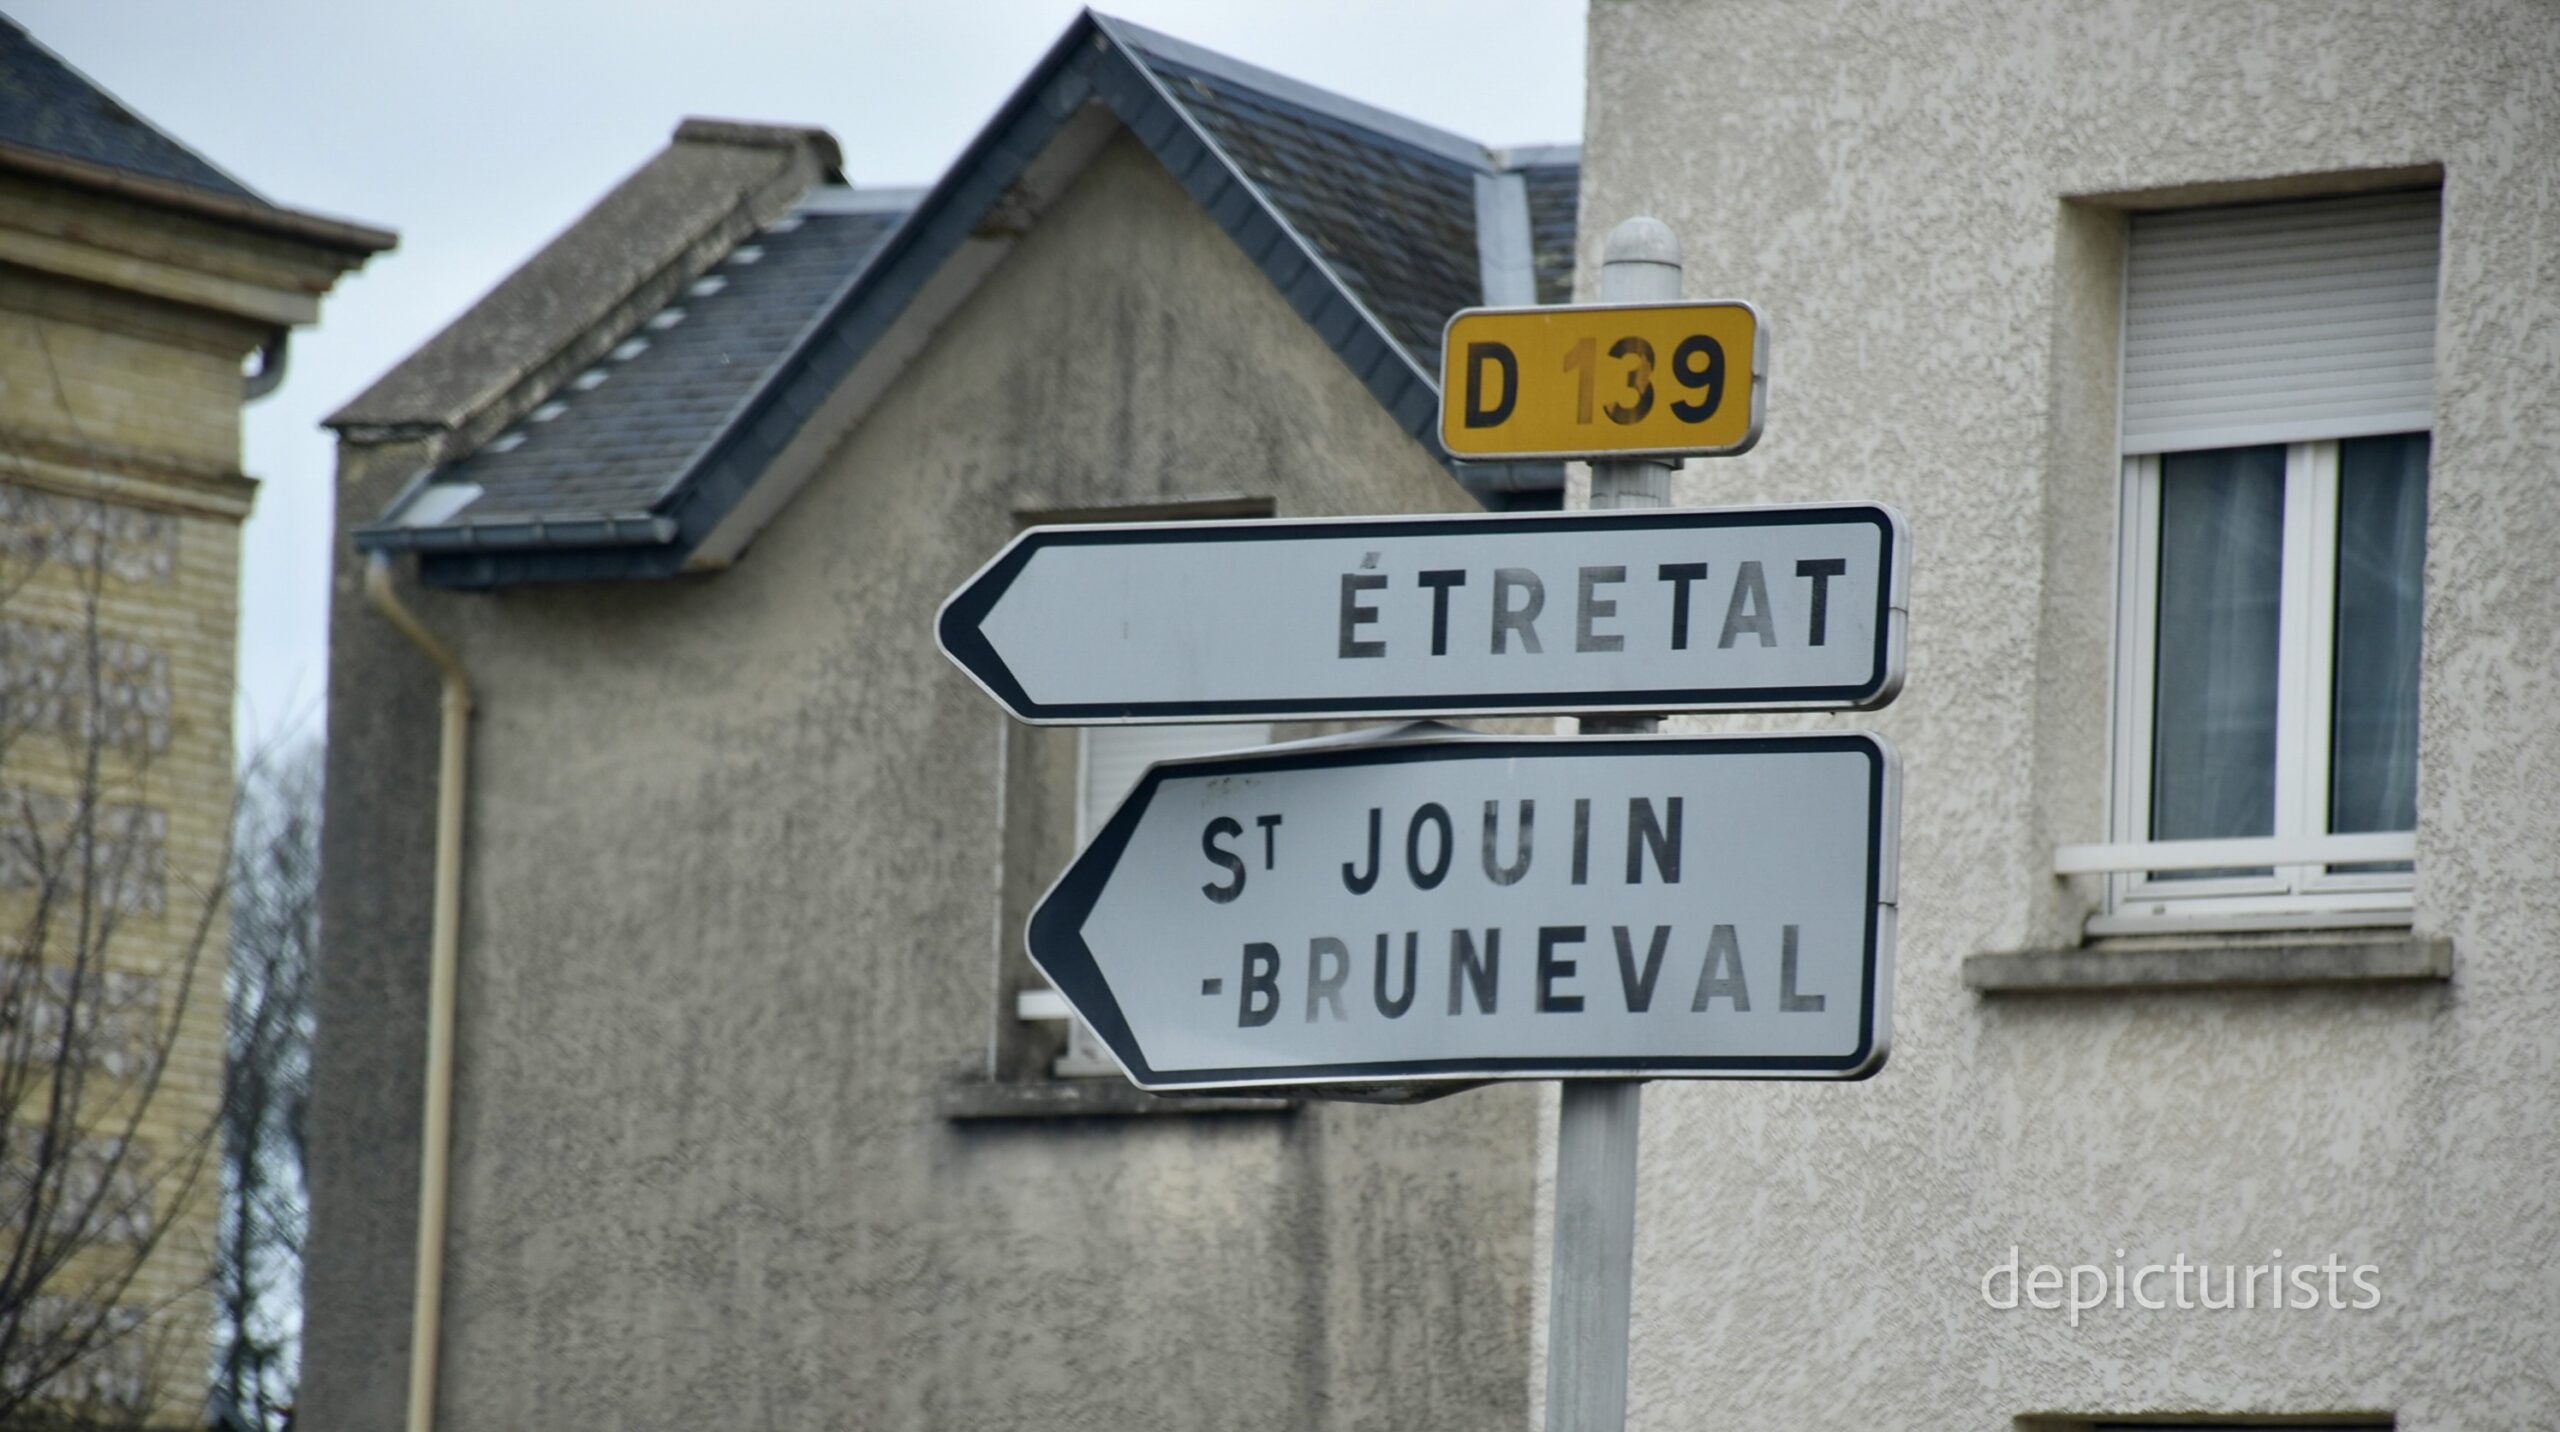 D 139
ÉTRETAT
ST JOUIN
-BRUNEVAL
depicturists